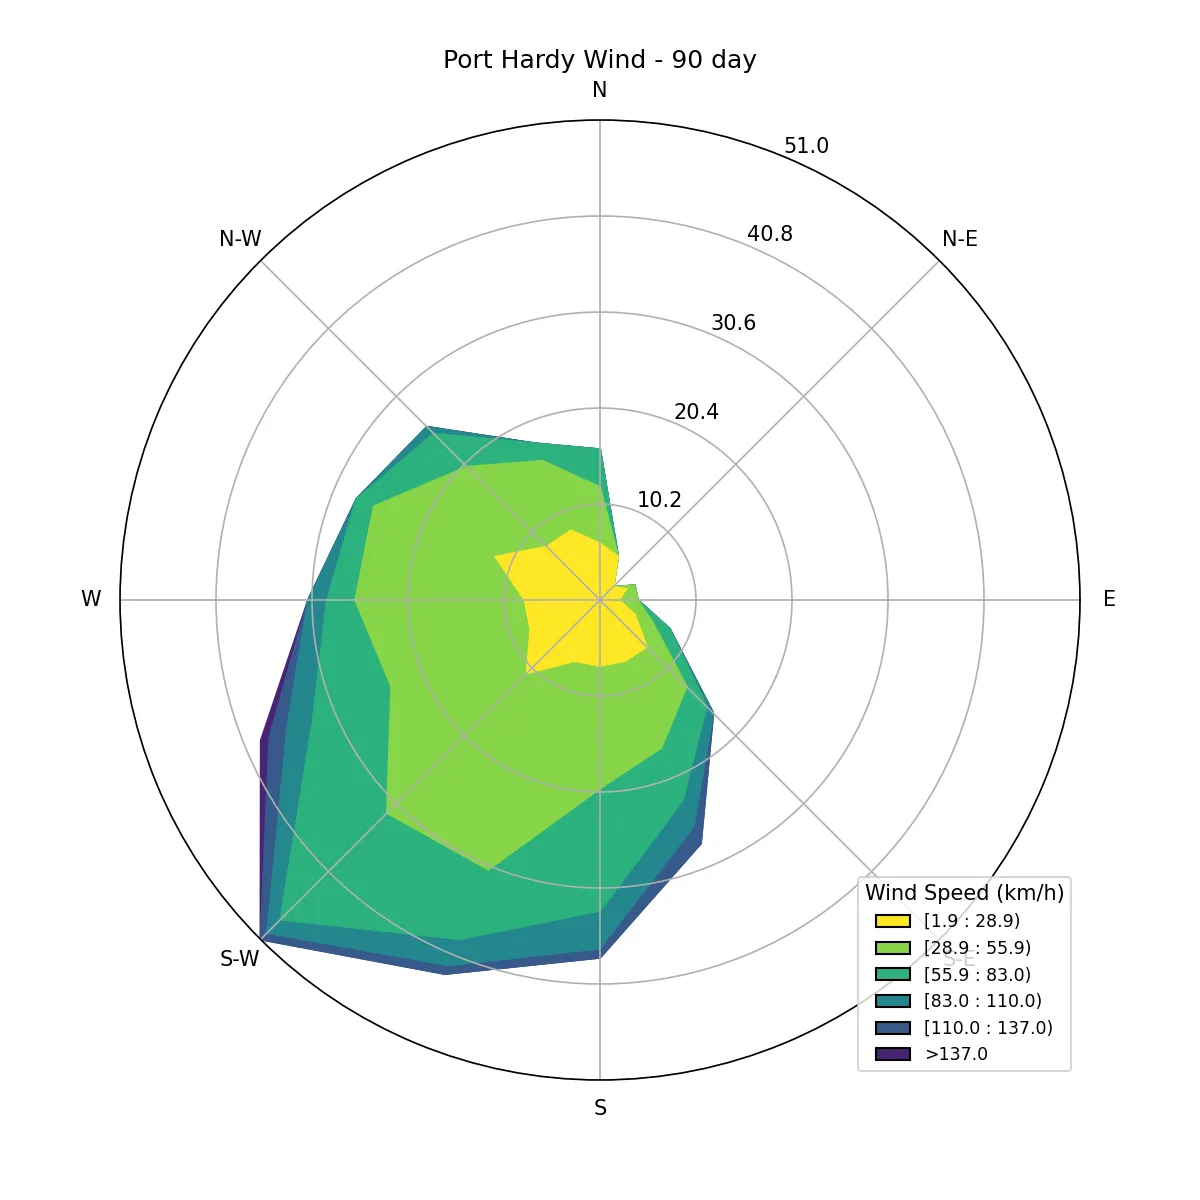 Port Hardy Wind - 90 day
N
51.0
N-W
40.8
N-E
30.6
20.4
10.2
W
E
S-W
S-E
S
Wind Speed (km/h)
[1.9 : 28.9)
[28.9 : 55.9)
[55.9 : 83.0)
[83.0 : 110.0)
[110.0 : 137.0)
>137.0